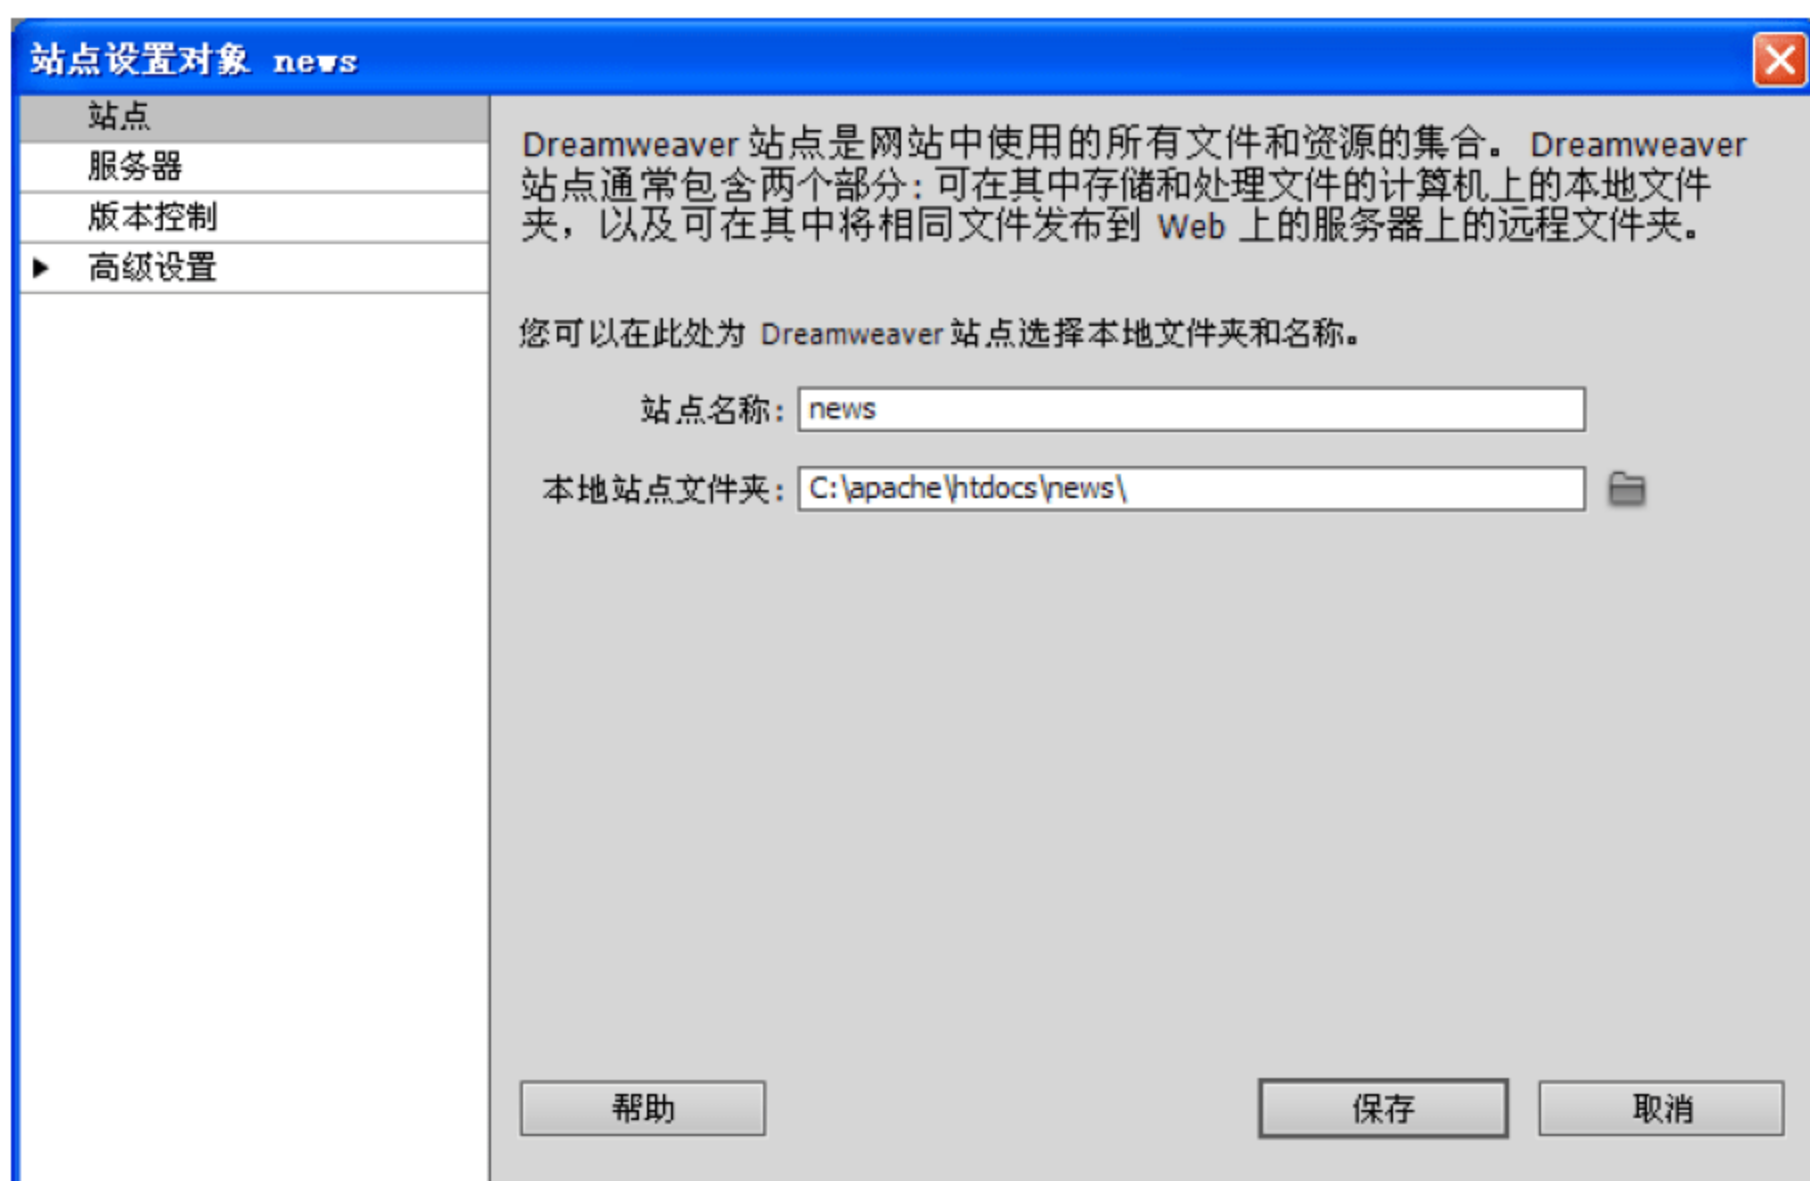 站点设置对象 news
站点
服务器
版本控制
高级设置
Dreamweaver 站点是网站中使用的所有文件和资源的集合。 Dreamweaver
站点通常包含两个部分：可在其中存储和处理文件的计算机上的本地文件
夹，以及可在其中将相同文件发布到 Web 上的服务器上的远程文件夹。
您可以在此处为 Dreamweaver 站点选择本地文件夹和名称。
站点名称：news
本地站点文件夹：C:\apache\htdocs\news\
帮助 保存 取消